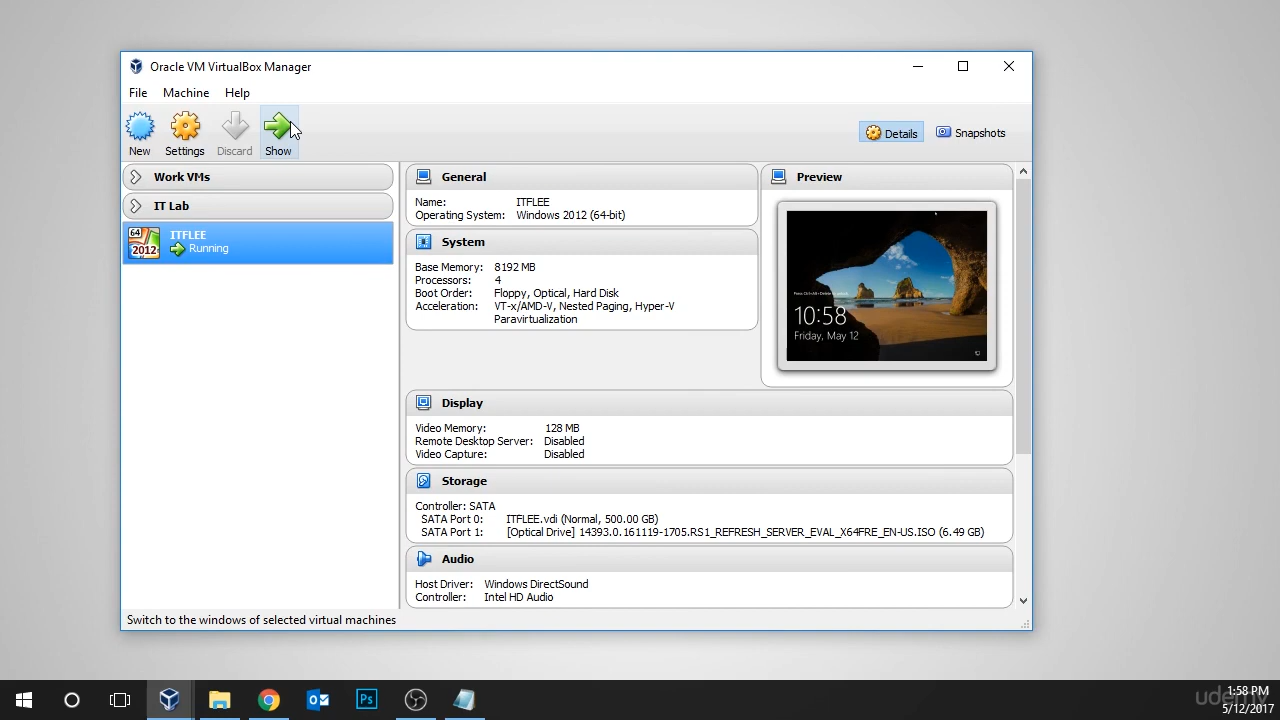 Oracle VM VirtualBox Manager
File Machine Help
New Settings Discard Show
Details Snapshots
Work VMs
IT Lab
64
2012
ITFLEE
Running
General
Name: ITFLEE
Operating System: Windows 2012 (64-bit)
System
Base Memory: 8192 MB
Processors: 4
Boot Order: Floppy, Optical, Hard Disk
Acceleration: VT-x/AMD-V, Nested Paging, Hyper-V
Paravirtualization
Preview
10:58
Friday, May 12
Display
Video Memory: 128 MB
Remote Desktop Server: Disabled
Video Capture: Disabled
Storage
Controller: SATA
SATA Port 0: ITFLEE.vdi (Normal, 500.00 GB)
SATA Port 1: [Optical Drive] 14393.0.161119-1705.RS1_REFRESH_SERVER_EVAL_X64FRE_EN-US.ISO (6.49 GB)
Audio
Host Driver: Windows DirectSound
Controller: Intel HD Audio
Switch to the windows of selected virtual machines
Ps
udemy
1:58 PM
5/12/2017